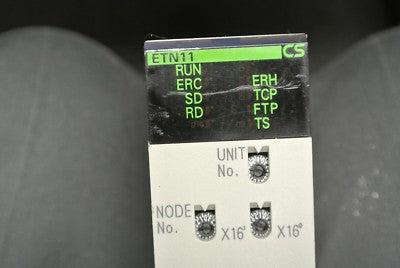 ETN11 CS
RUN
ERC ERH
SD TCP
RD FTP
TS
UNIT
No.
NODE
No. X16¹ X16⁰